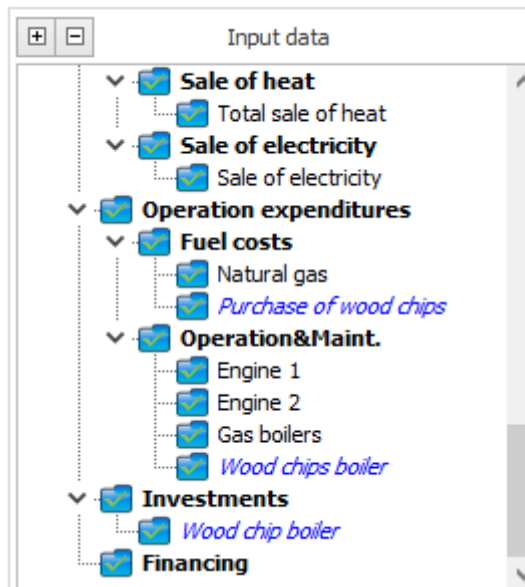 Input data
Sale of heat
Total sale of heat
Sale of electricity
Sale of electricity
Operation expenditures
Fuel costs
Natural gas
Purchase of wood chips
Operation&Maint.
Engine 1
Engine 2
Gas boilers
Wood chips boiler
Investments
Wood chip boiler
Financing